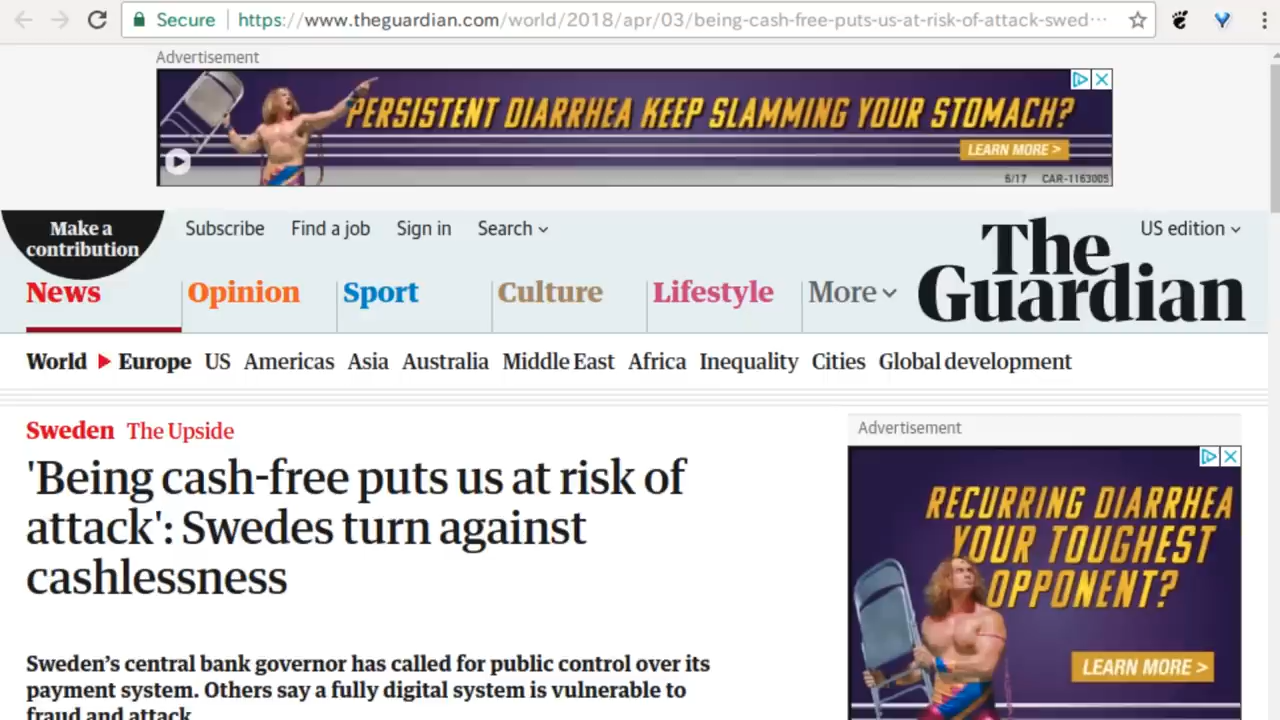 Secure https://www.theguardian.com/world/2018/apr/03/being-cash-free-puts-us-at-risk-of-attack-swed···
Advertisement
PERSISTENT DIARRHEA KEEP SLAMMING YOUR STOMACH?
LEARN MORE >
6/17 CAR-1163005
Make a
contribution
Subscribe Find a job Sign in Search
US edition
The
Guardian
News Opinion Sport Culture Lifestyle More
World Europe US Americas Asia Australia Middle East Africa Inequality Cities Global development
Sweden The Upside
'Being cash-free puts us at risk of
attack': Swedes turn against
cashlessness
Sweden's central bank governor has called for public control over its
payment system. Others say a fully digital system is vulnerable to
fraud and attack
Advertisement
RECURRING DIARRHEA
YOUR TOUGHEST
OPPONENT?
LEARN MORE >